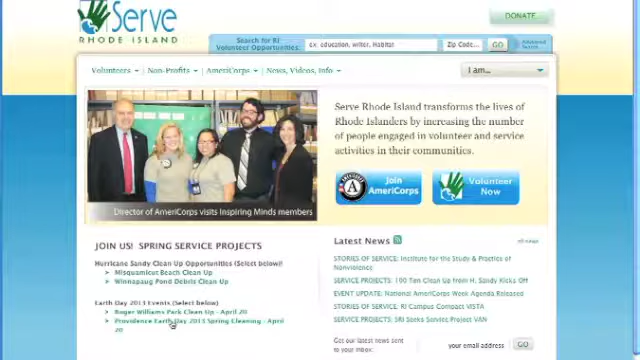 Serve
RHODE ISLAND
DONATE
Search for RI
Volunteer Opportunities:
ex: education, writer, Habitat
Zip Code...
GO
Advanced
Search
Volunteers
Non-Profits
AmeriCorps
News, Videos, Info
I am...
Serve Rhode Island transforms the lives of
Rhode Islanders by increasing the number
of people engaged in volunteer and service
activities in their communities.
Join
AmeriCorps
Volunteer
Now
Director of AmeriCorps visits Inspiring Minds members
JOIN US! SPRING SERVICE PROJECTS
Hurricane Sandy Clean Up Opportunities (Select below)!
Misquamicut Beach Clean Up
Winnapaug Pond Debris Clean Up
Earth Day 2013 Events (Select below)
Roger Williams Park Clean Up - April 20
Providence Earth Day 2013 Spring Cleaning - April
20
Latest News
all news
STORIES OF SERVICE: Institute for the Study & Practice of
Nonviolence
SERVICE PROJECTS: 100 Ton Clean Up from H. Sandy Kicks Off
EVENT UPDATE: National AmeriCorps Week Agenda Released
STORIES OF SERVICE: RI Campus Compact VISTA
SERVICE PROJECTS: SRI Seeks Service Project VAN
Get our latest news sent
to your inbox:
your email address
GO